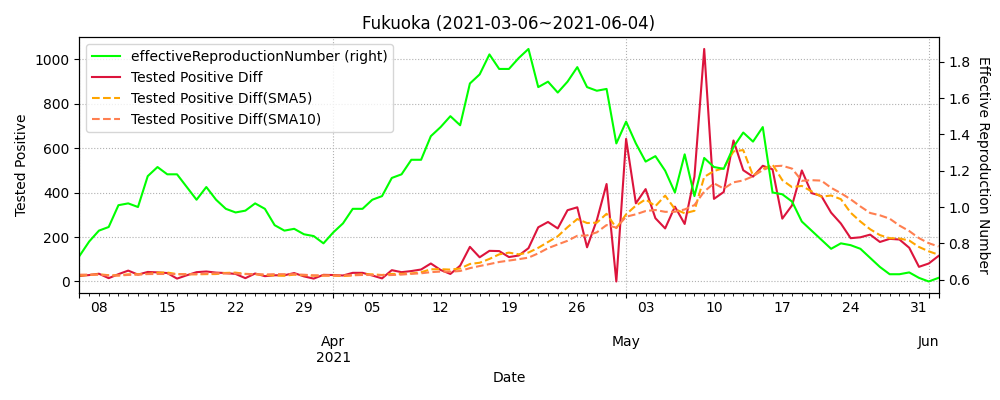 Fukuoka (2021-03-06~2021-06-04)
effectiveReproductionNumber (right)
Tested Positive Diff
Tested Positive Diff(SMA5)
Tested Positive Diff(SMA10)
Tested Positive
1000
800
600
400
200
0
1.8
1.6
1.4
1.2
1.0
0.8
0.6
Effective Reproduction Number
08 15 22 29 05 12 19 26 03 10 17 24 31
Apr May Jun
2021
Date